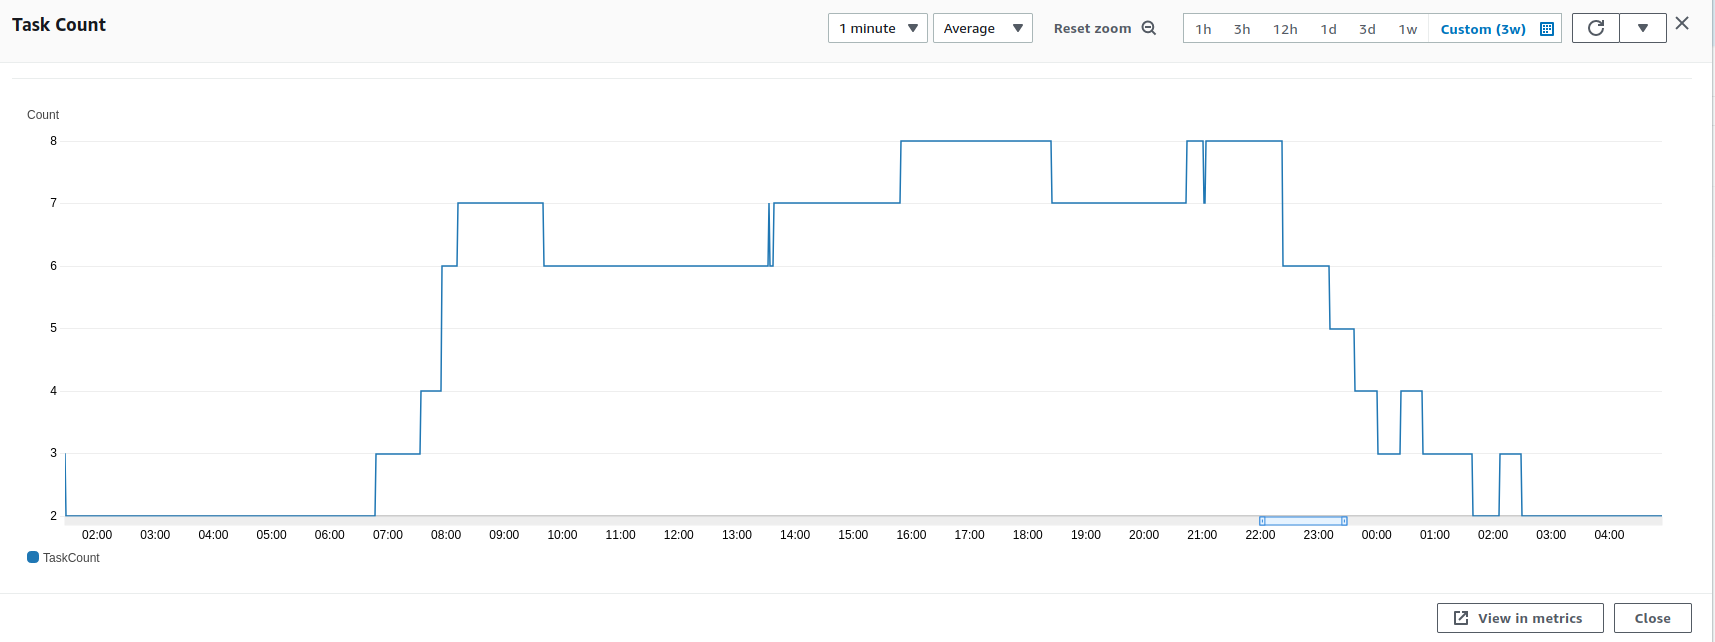 Task Count
1 minute Average Reset zoom 1h 3h 12h 1d 3d 1w Custom (3w)
Count
8
7
6
5
4
3
2
02:00 03:00 04:00 05:00 06:00 07:00 08:00 09:00 10:00 11:00 12:00 13:00 14:00 15:00 16:00 17:00 18:00 19:00 20:00 21:00 22:00 23:00 00:00 01:00 02:00 03:00 04:00
TaskCount
View in metrics Close